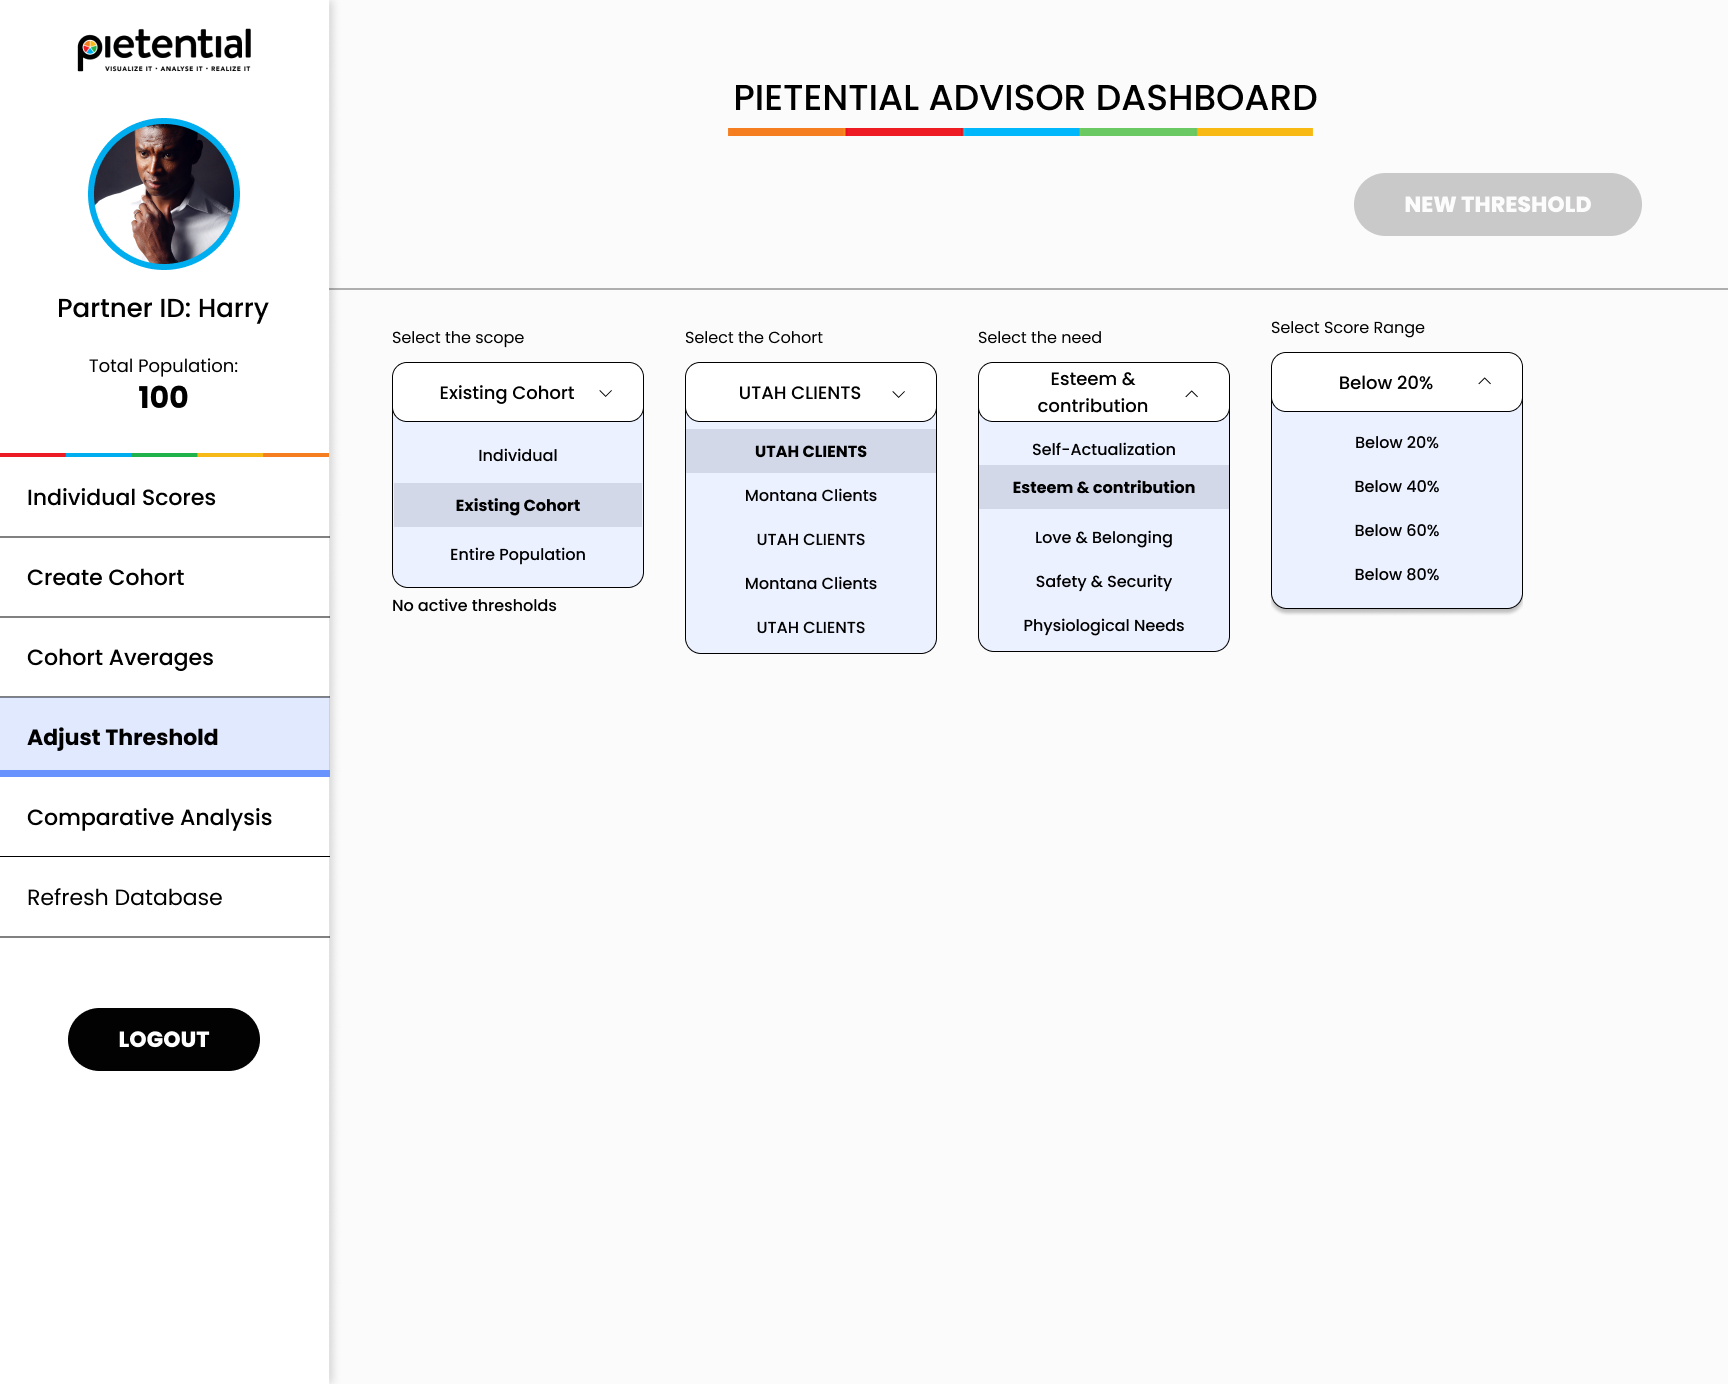 pietential
VISUALIZE IT • ANALYSE IT • REALIZE IT
Partner ID: Harry
Total Population:
100
Individual Scores
Create Cohort
Cohort Averages
Adjust Threshold
Comparative Analysis
Refresh Database
LOGOUT
PIETENTIAL ADVISOR DASHBOARD
NEW THRESHOLD
Select the scope
Existing Cohort
Individual
Existing Cohort
Entire Population
No active thresholds
Select the Cohort
UTAH CLIENTS
UTAH CLIENTS
Montana Clients
UTAH CLIENTS
Montana Clients
UTAH CLIENTS
Select the need
Esteem &
contribution
Self-Actualization
Esteem & contribution
Love & Belonging
Safety & Security
Physiological Needs
Select Score Range
Below 20%
Below 20%
Below 40%
Below 60%
Below 80%